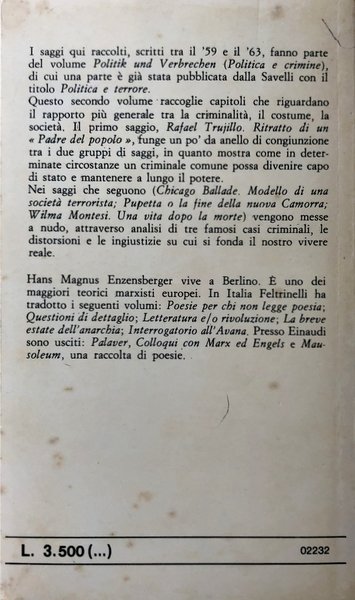 I saggi qui raccolti, scritti tra il '59 e il '63, fanno parte
del volume Politik und Verbrechen (Politica e crimine),
di cui una parte è già stata pubblicata dalla Savelli con il
titolo Politica e terrore.
Questo secondo volume raccoglie capitoli che riguardano
il rapporto più generale tra la criminalità, il costume, la
società. Il primo saggio, Rafael Trujillo. Ritratto di un
« Padre del popolo », funge un po' da anello di congiunzione
tra i due gruppi di saggi, in quanto mostra come in deter-
minate circostanze un criminale comune possa divenire capo
di stato e mantenere a lungo il potere.
Nei saggi che seguono (Chicago Ballade. Modello di una
società terrorista; Pupetta o la fine della nuova Camorra;
Wilma Montesi. Una vita dopo la morte) vengono messe
a nudo, attraverso analisi di tre famosi casi criminali, le
distorsioni e le ingiustizie su cui si fonda il nostro vivere
reale.
Hans Magnus Enzensberger vive a Berlino. È uno dei
maggiori teorici marxisti europei. In Italia Feltrinelli ha
tradotto i seguenti volumi: Poesie per chi non legge poesia;
Questioni di dettaglio; Letteratura e/o rivoluzione; La breve
estate dell'anarchia; Interrogatorio all'Avana. Presso Einaudi
sono usciti: Palaver, Colloqui con Marx ed Engels e Mau-
soleum, una raccolta di poesie.
L. 3.500 (...)
02232